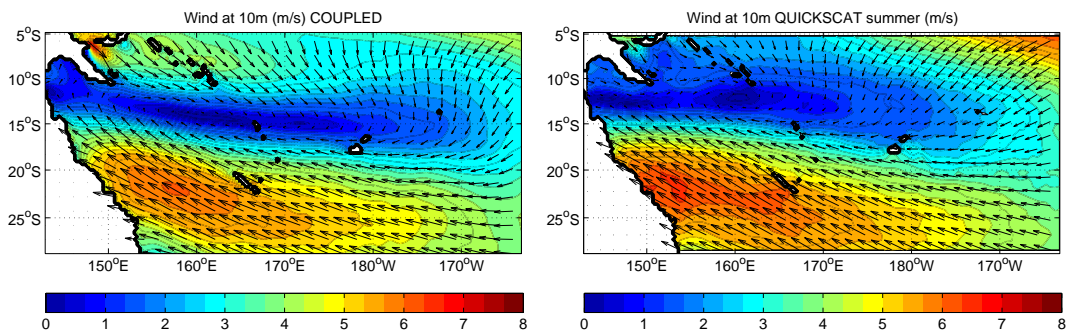 Wind at 10m (m/s) COUPLED
5°S
10°S
15°S
20°S
25°S
150°E 160°E 170°E 180°W 170°W
0 1 2 3 4 5 6 7 8
Wind at 10m QUICKSCAT summer (m/s)
5°S
10°S
15°S
20°S
25°S
150°E 160°E 170°E 180°W 170°W
0 1 2 3 4 5 6 7 8